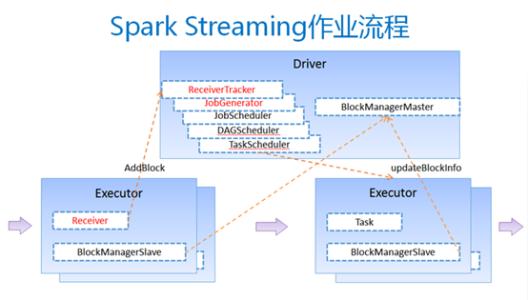 Spark Streaming作业流程
Driver
ReceiverTracker
JobGenerator
JobScheduler
DAGScheduler
TaskScheduler
BlockManagerMaster
AddBlock
updateBlockInfo
Executor
Receiver
BlockManagerSlave
Executor
Task
BlockManagerSlave